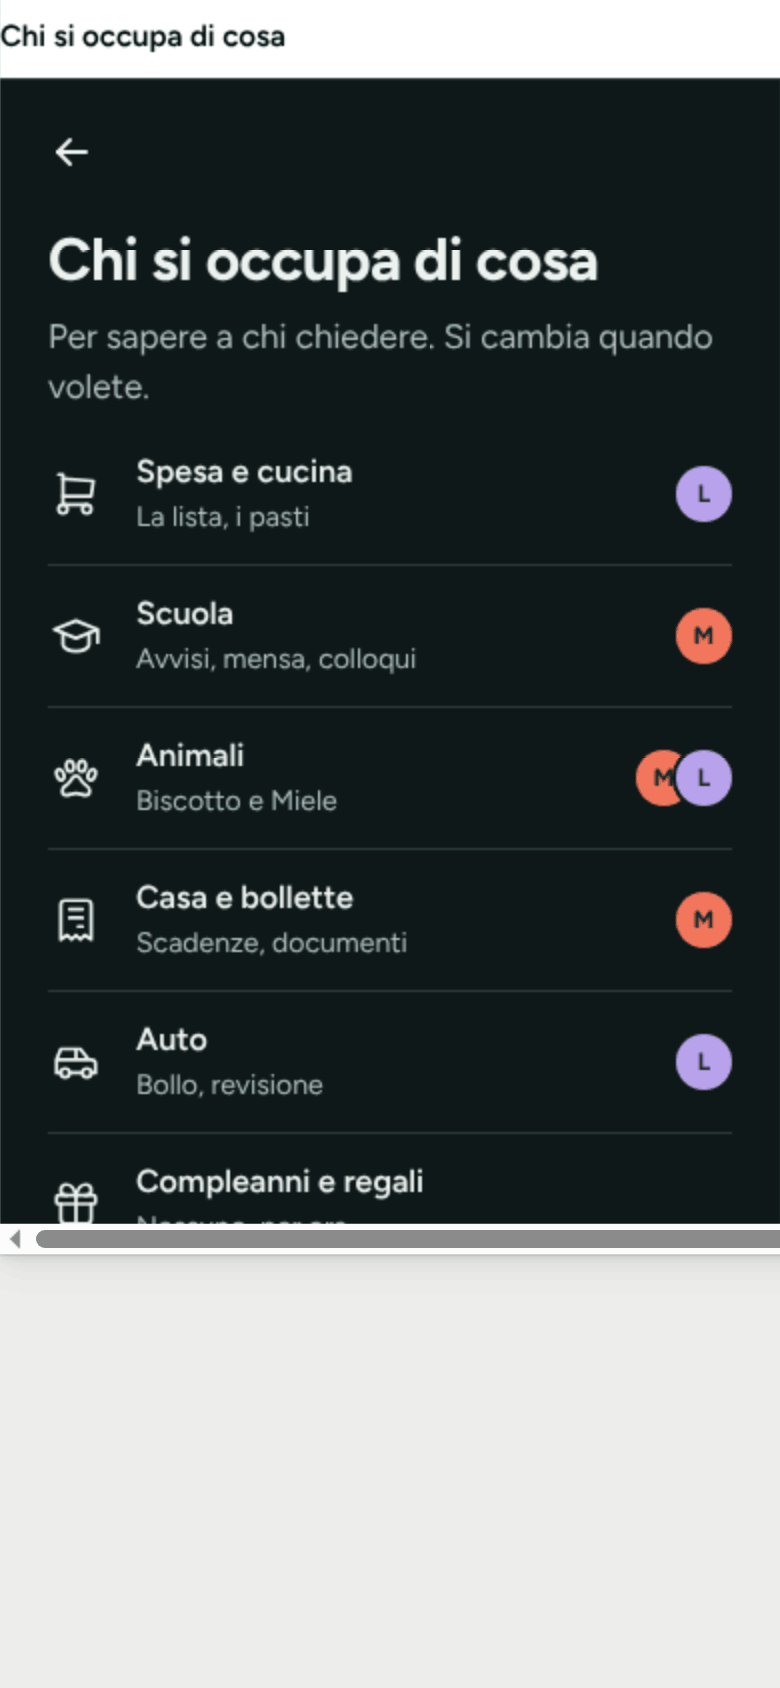 Chi si occupa di cosa
Chi si occupa di cosa
Per sapere a chi chiedere. Si cambia quando
volete.
Spesa e cucina
La lista, i pasti
L
Scuola
Avvisi, mensa, colloqui
M
Animali
Biscotto e Miele
M L
Casa e bollette
Scadenze, documenti
M
Auto
Bollo, revisione
L
Compleanni e regali